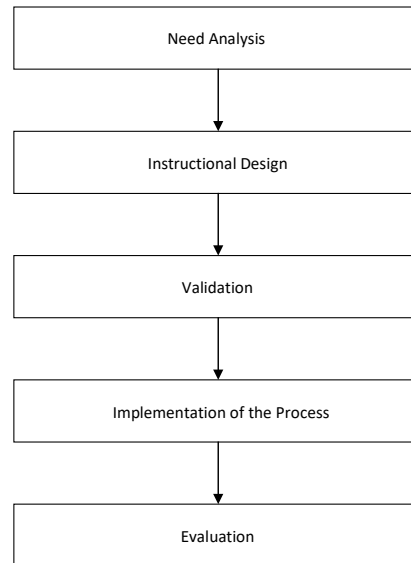 Need Analysis
Instructional Design
Validation
Implementation of the Process
Evaluation